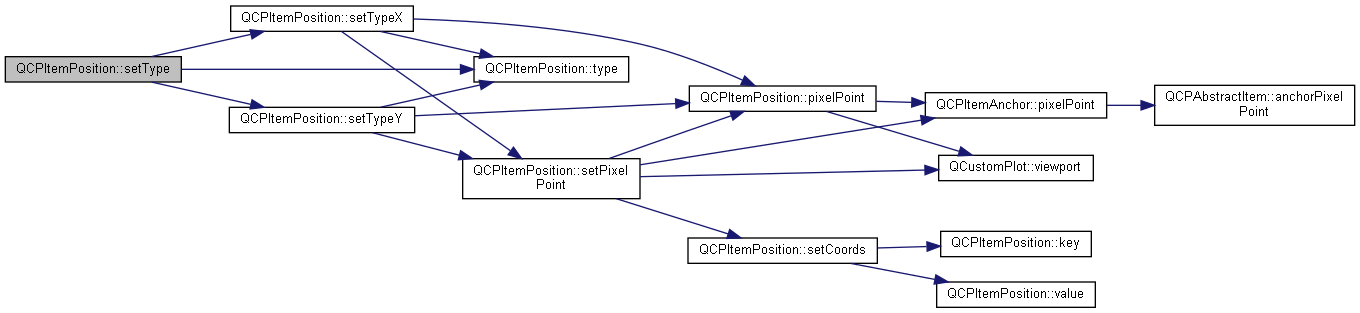 QCPItemPosition::setType
QCPItemPosition::setTypeX
QCPItemPosition::type
QCPItemPosition::setTypeY
QCPItemPosition::setPixel
Point
QCPItemPosition::pixelPoint
QCPItemAnchor::pixelPoint
QCPAbstractItem::anchorPixel
Point
QCustomPlot::viewport
QCPItemPosition::setCoords
QCPItemPosition::key
QCPItemPosition::value